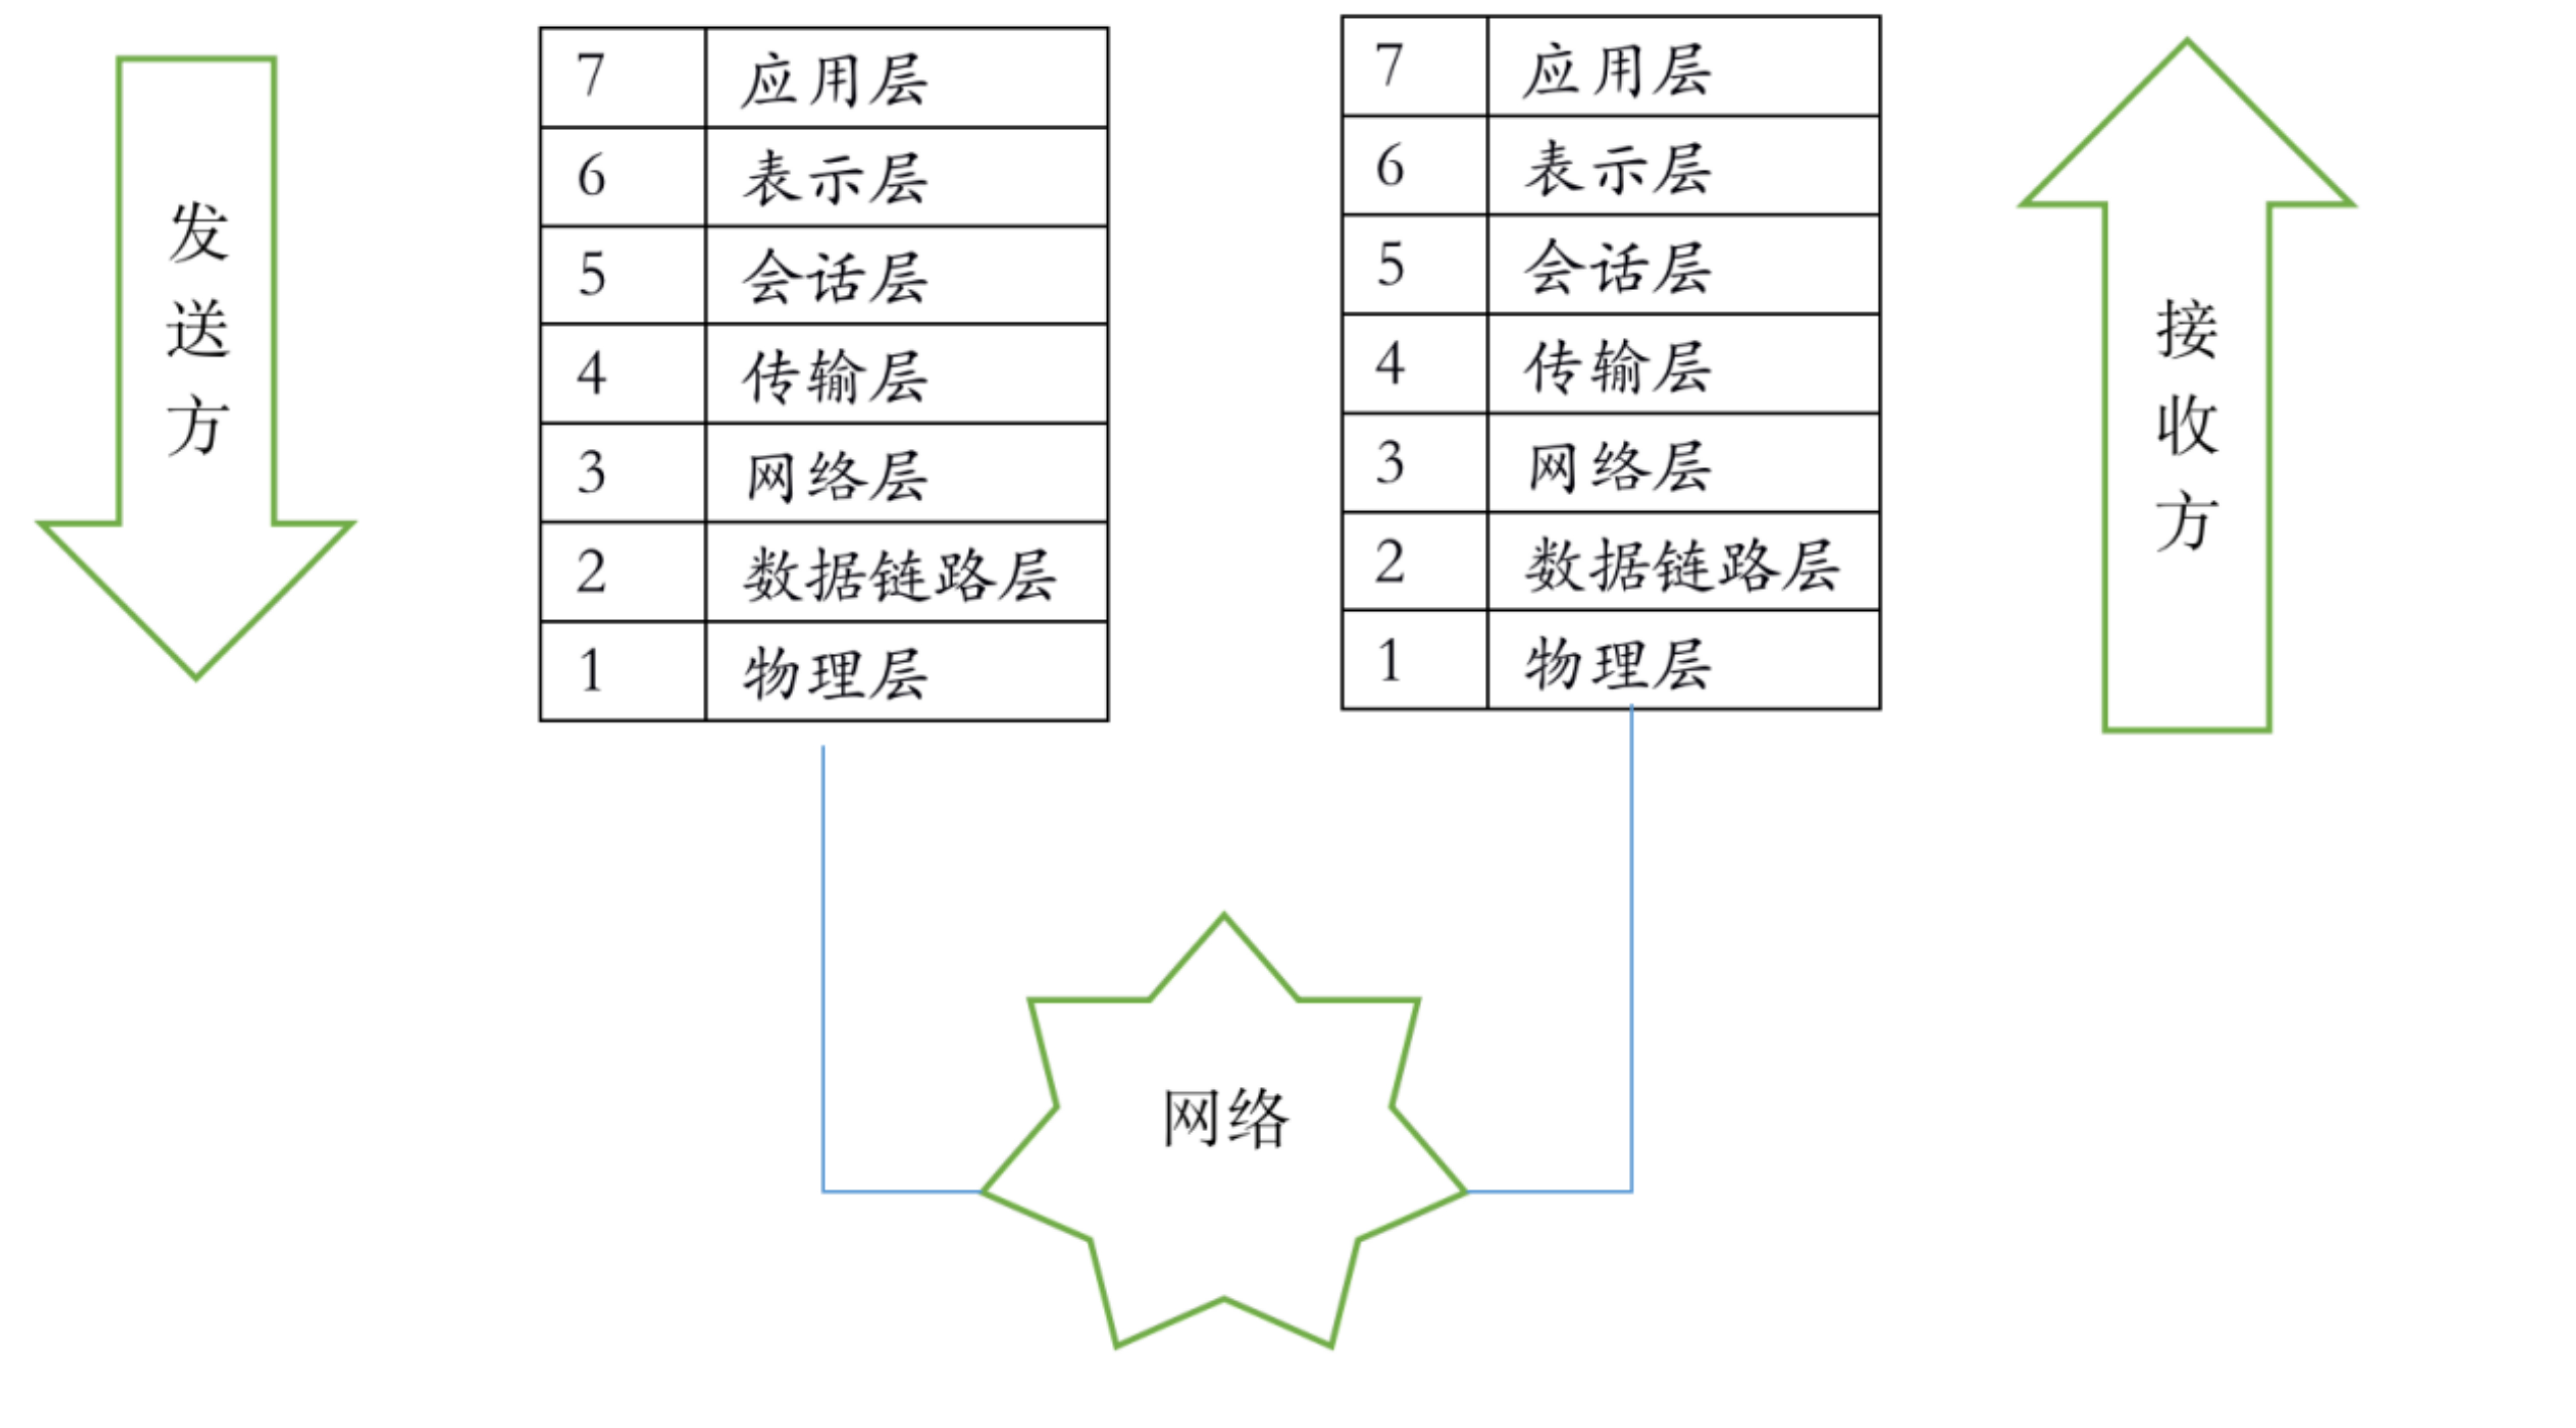 发送方
7 应用层
6 表示层
5 会话层
4 传输层
3 网络层
2 数据链路层
1 物理层
7 应用层
6 表示层
5 会话层
4 传输层
3 网络层
2 数据链路层
1 物理层
接收方
网络